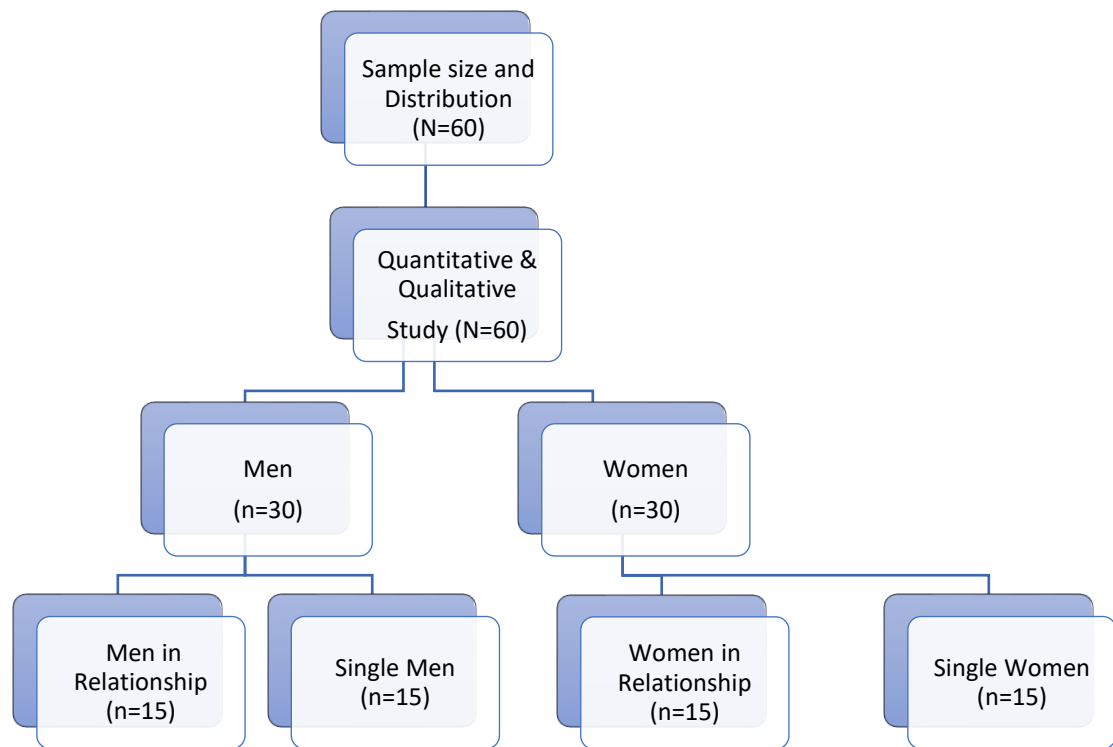 Sample size and
Distribution
(N=60)
Quantitative &
Qualitative
Study (N=60)
Men
(n=30)
Women
(n=30)
Men in
Relationship
(n=15)
Single Men
(n=15)
Women in
Relationship
(n=15)
Single Women
(n=15)